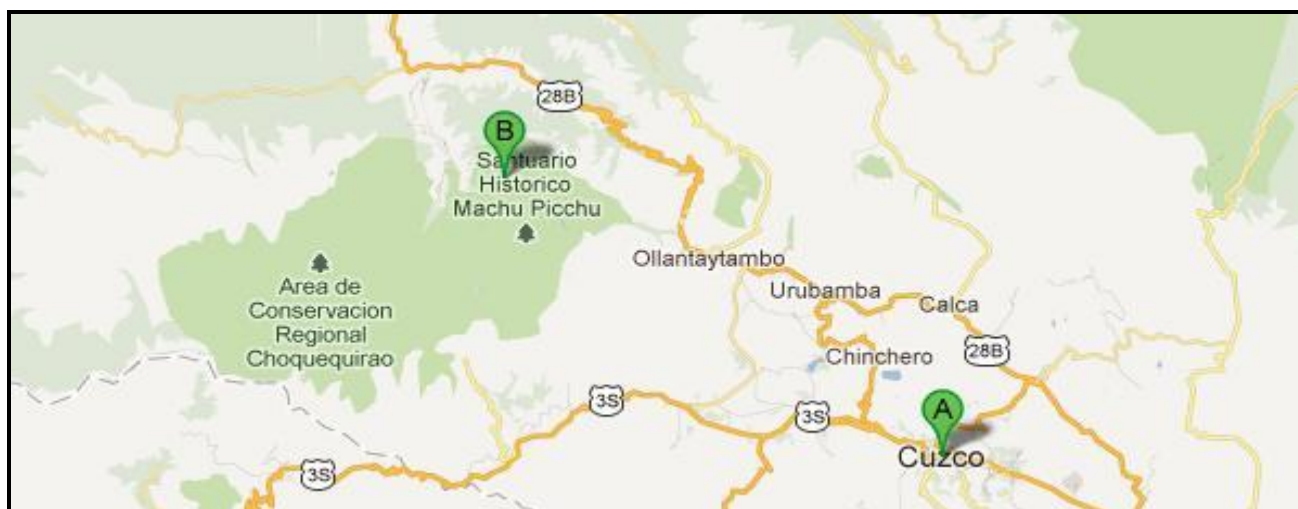 28B
B
Santuario
Historico
Machu Picchu
Ollantaytambo
Area de
Conservacion
Regional
Choquequirao
Urubamba
Calca
Chinchero
28B
3S
3S
A
Cuzco
3S